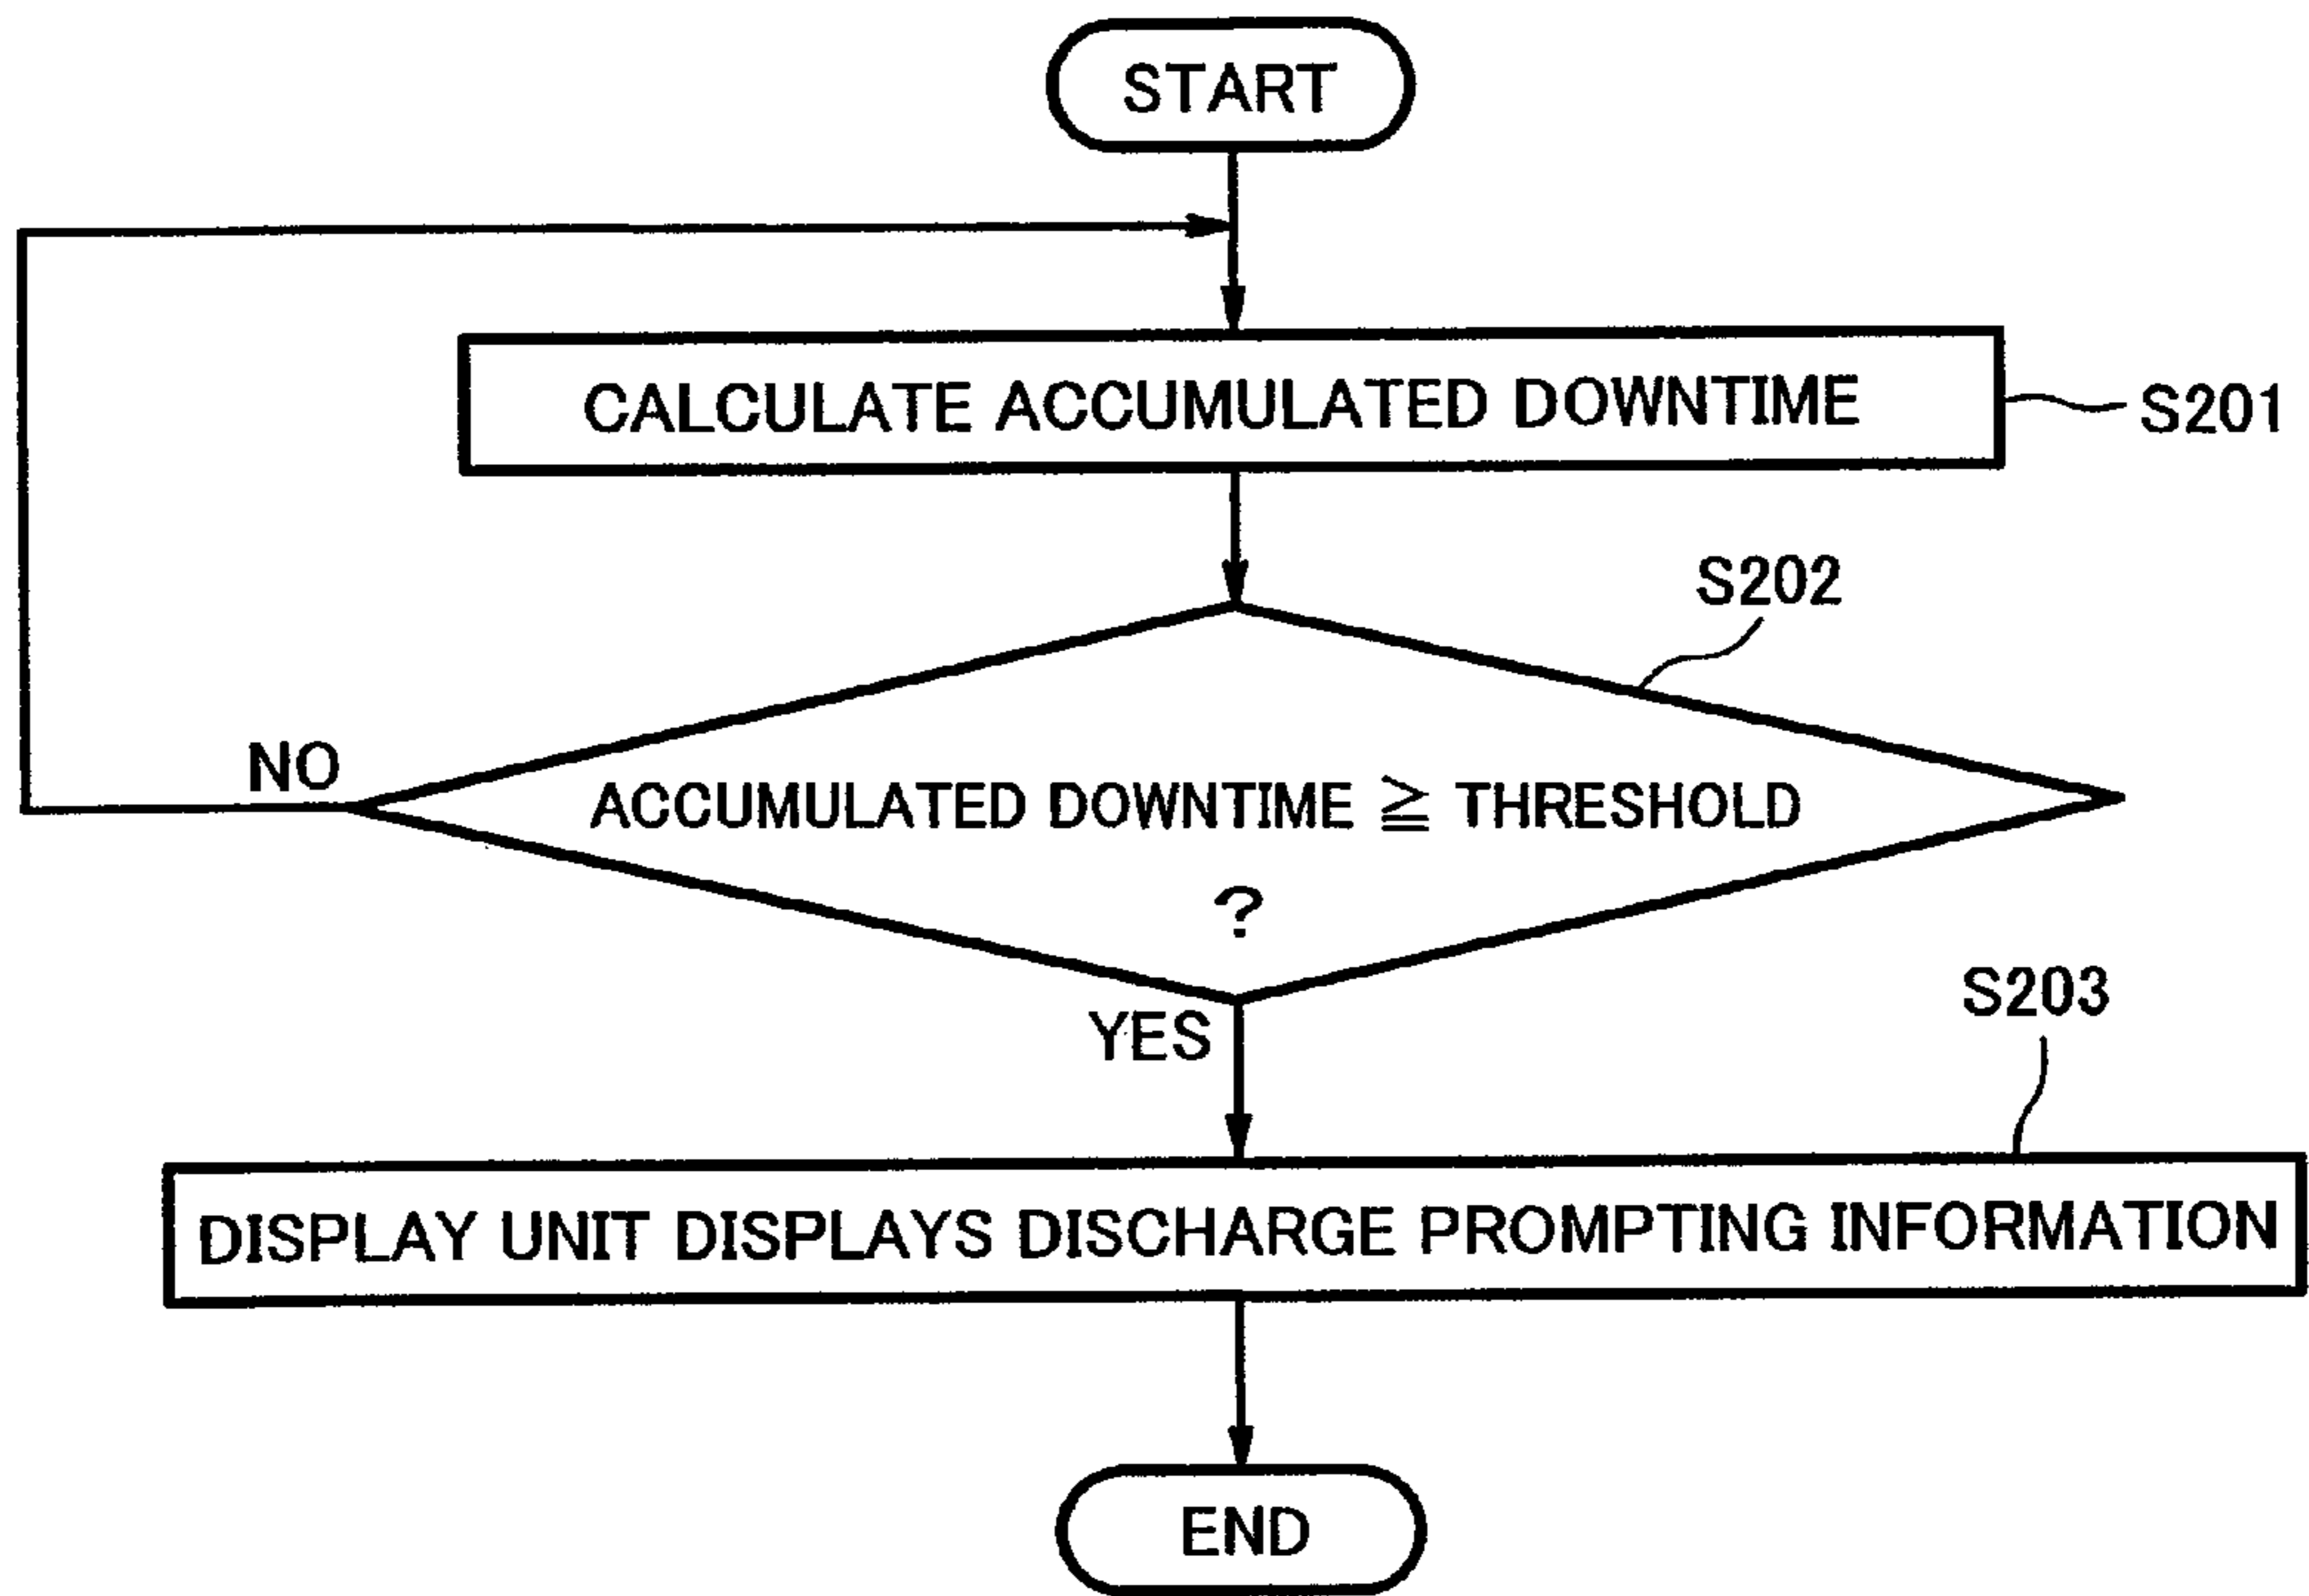 START
CALCULATE ACCUMULATED DOWNTIME
S201
S202
NO
ACCUMULATED DOWNTIME ≧ THRESHOLD
?
YES
S203
DISPLAY UNIT DISPLAYS DISCHARGE PROMPTING INFORMATION
END